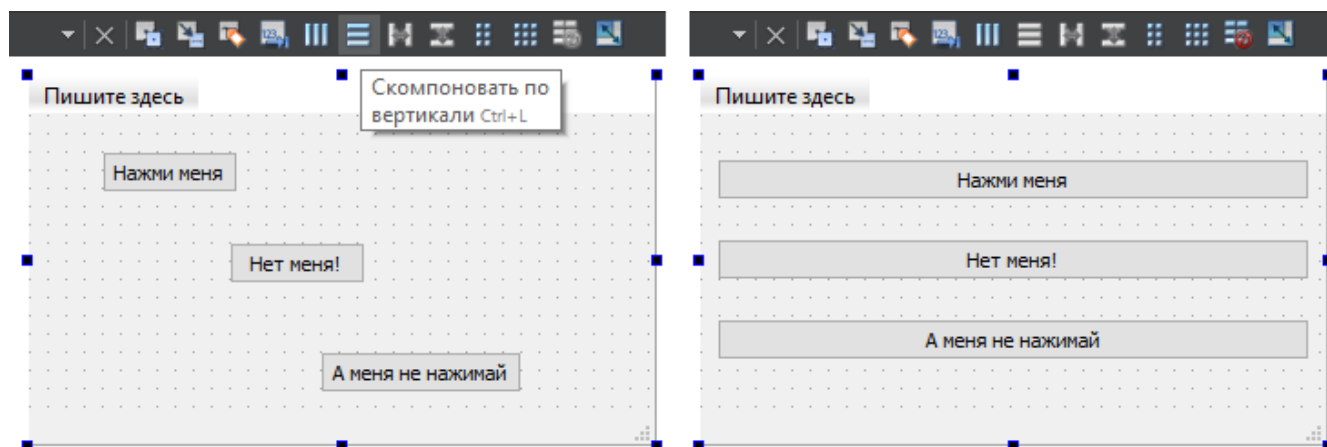 Пишите здесь
Скомпоновать по
вертикали Ctrl+L
Нажми меня
Нет меня!
А меня не нажимай
Пишите здесь
Нажми меня
Нет меня!
А меня не нажимай